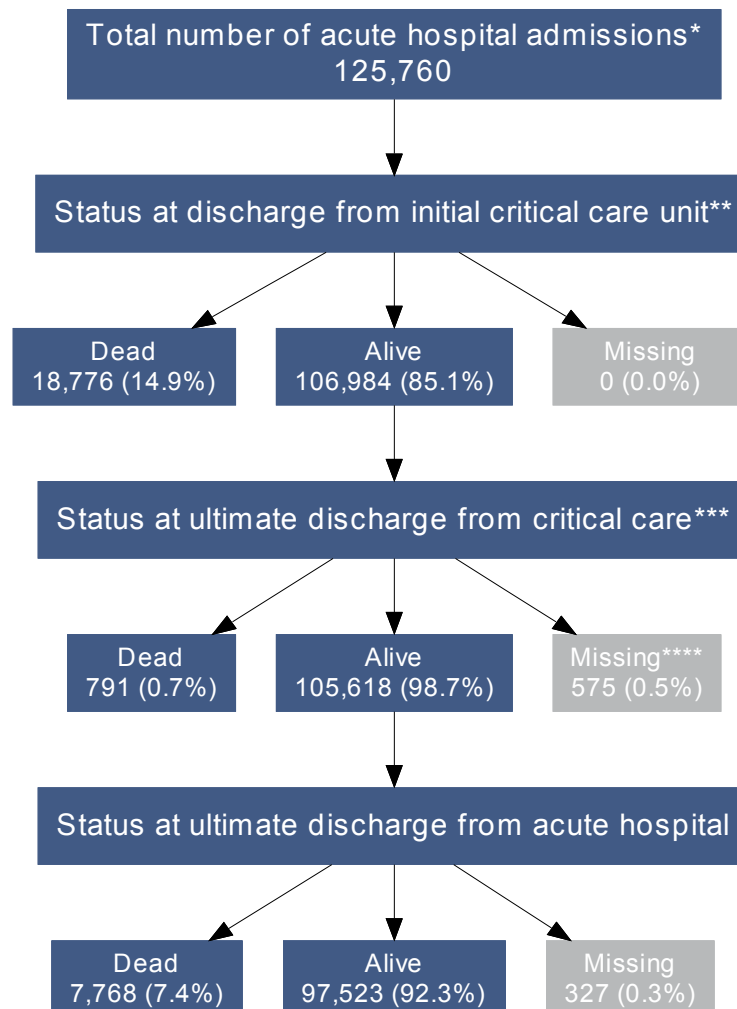 Total number of acute hospital admissions*
125,760
Status at discharge from initial critical care unit**
Dead
18,776 (14.9%)
Alive
106,984 (85.1%)
Missing
0 (0.0%)
Status at ultimate discharge from critical care***
Dead
791 (0.7%)
Alive
105,618 (98.7%)
Missing****
575 (0.5%)
Status at ultimate discharge from acute hospital
Dead
7,768 (7.4%)
Alive
97,523 (92.3%)
Missing
327 (0.3%)